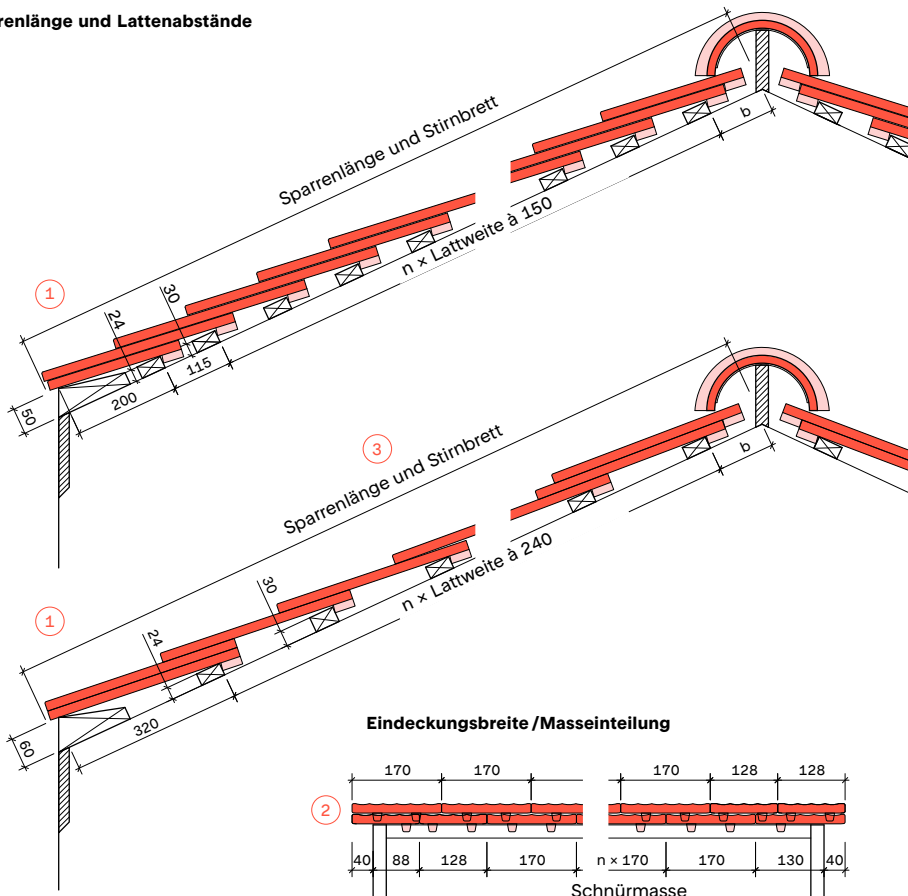 renlänge und Lattenabstände
Sparrenlänge und Stirnbrett
b
n × Lattweite à 150
1
30
24
115
200
50
3
Sparrenlänge und Stirnbrett
b
n × Lattweite à 240
30
1
24
320
60
Eindeckungsbreite/Masseinteilung
170 170 170 128 128
2
40 88 128 170 n × 170 170 130 40
Schnürmasse